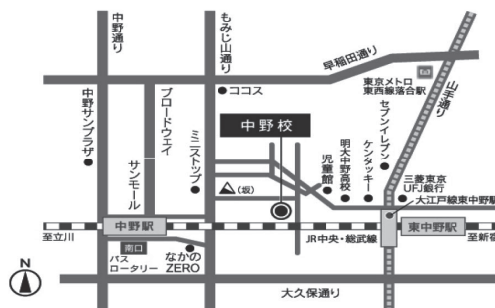 中野通り
もみじ山通り
早稲田通り
山手通り
東京メトロ
東西線落合駅
ココス
中野サンプラザ
ブロードウェイ
サンモール
ミニストップ
中野校
(坂)
児童館
明大中野高校
ケンタッキー
セブンイレブン
三菱東京
UFJ銀行
大江戸線東中野駅
中野駅
東中野駅
至立川
JR中央・総武線
至新宿
南口
バス
ロータリー
なかの
ZERO
大久保通り
N